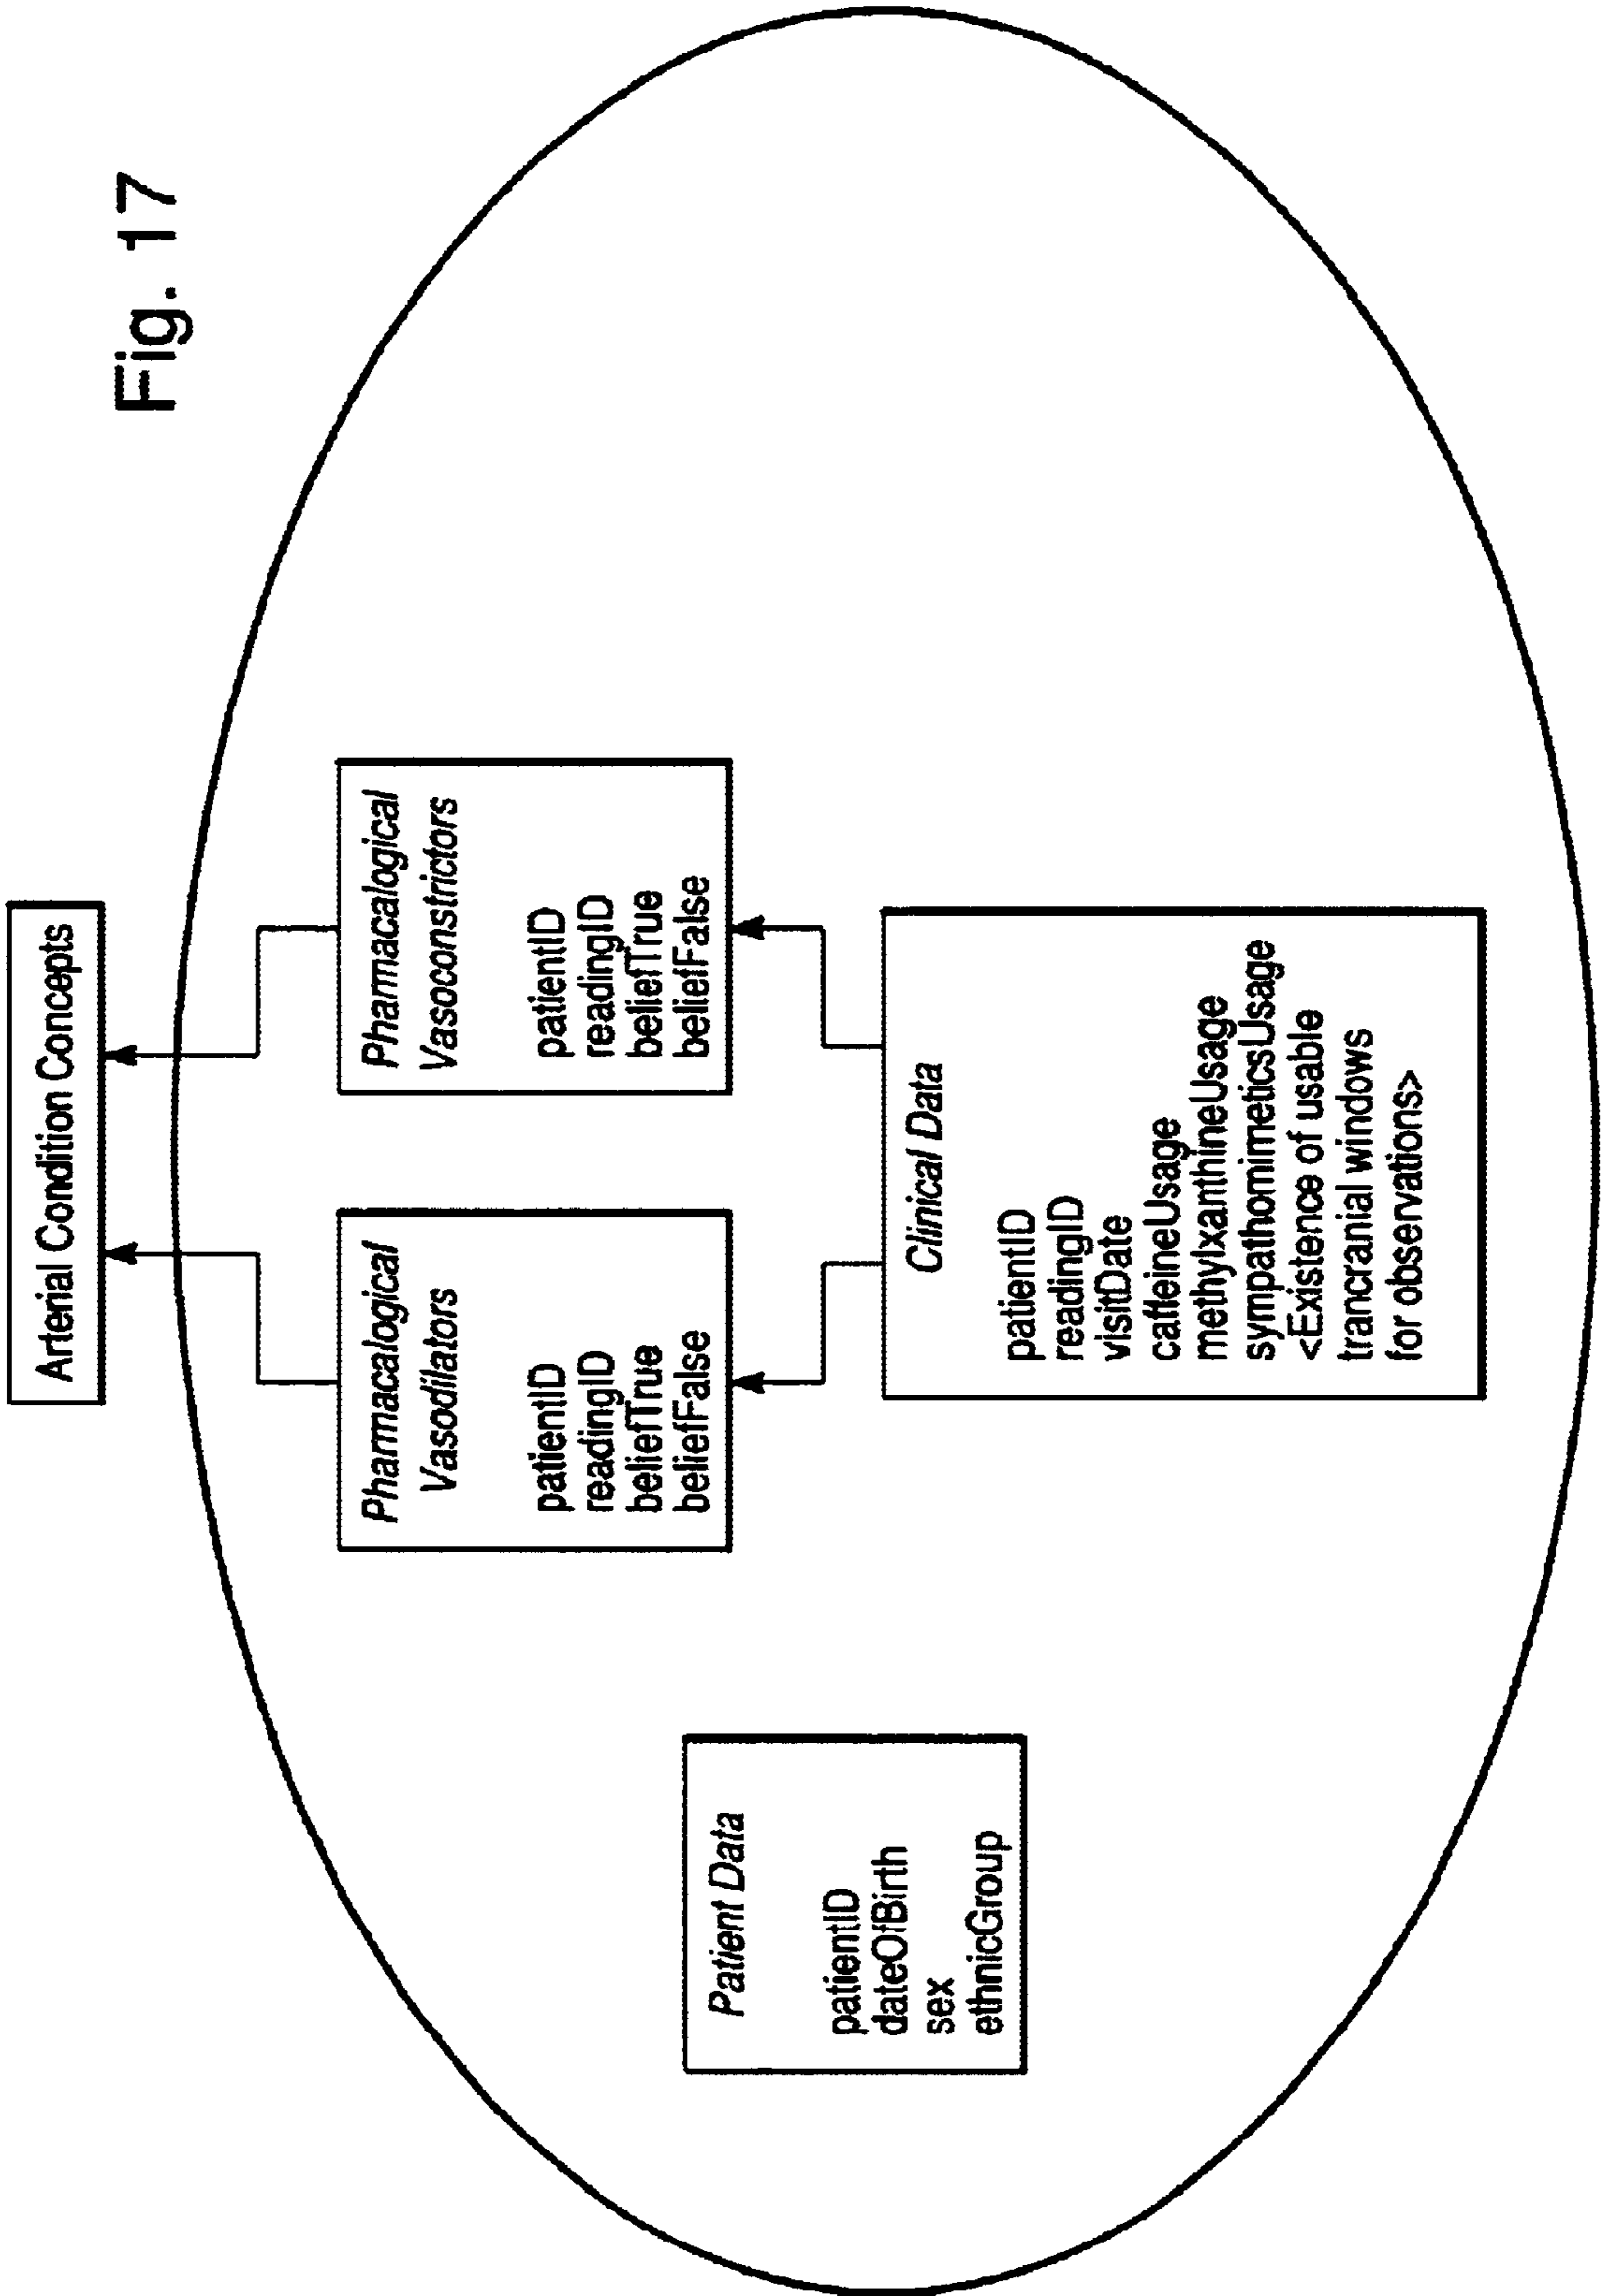 Fig. 17
Arterial Condition Concepts
Pharmacalogical
Vasodilators
patientID
readingID
beliefTrue
beliefFalse
Pharmacalogical
Vasoconstrictors
patientID
readingID
beliefTrue
beliefFalse
Patient Data
patientID
dateOfBirth
sex
ethnicGroup
Clinical Data
patientID
readingID
visitDate
caffeineUsage
methylxanthineUsage
sympathomimeticsUsage
<Existence of usable
trancranial windows
for observations>